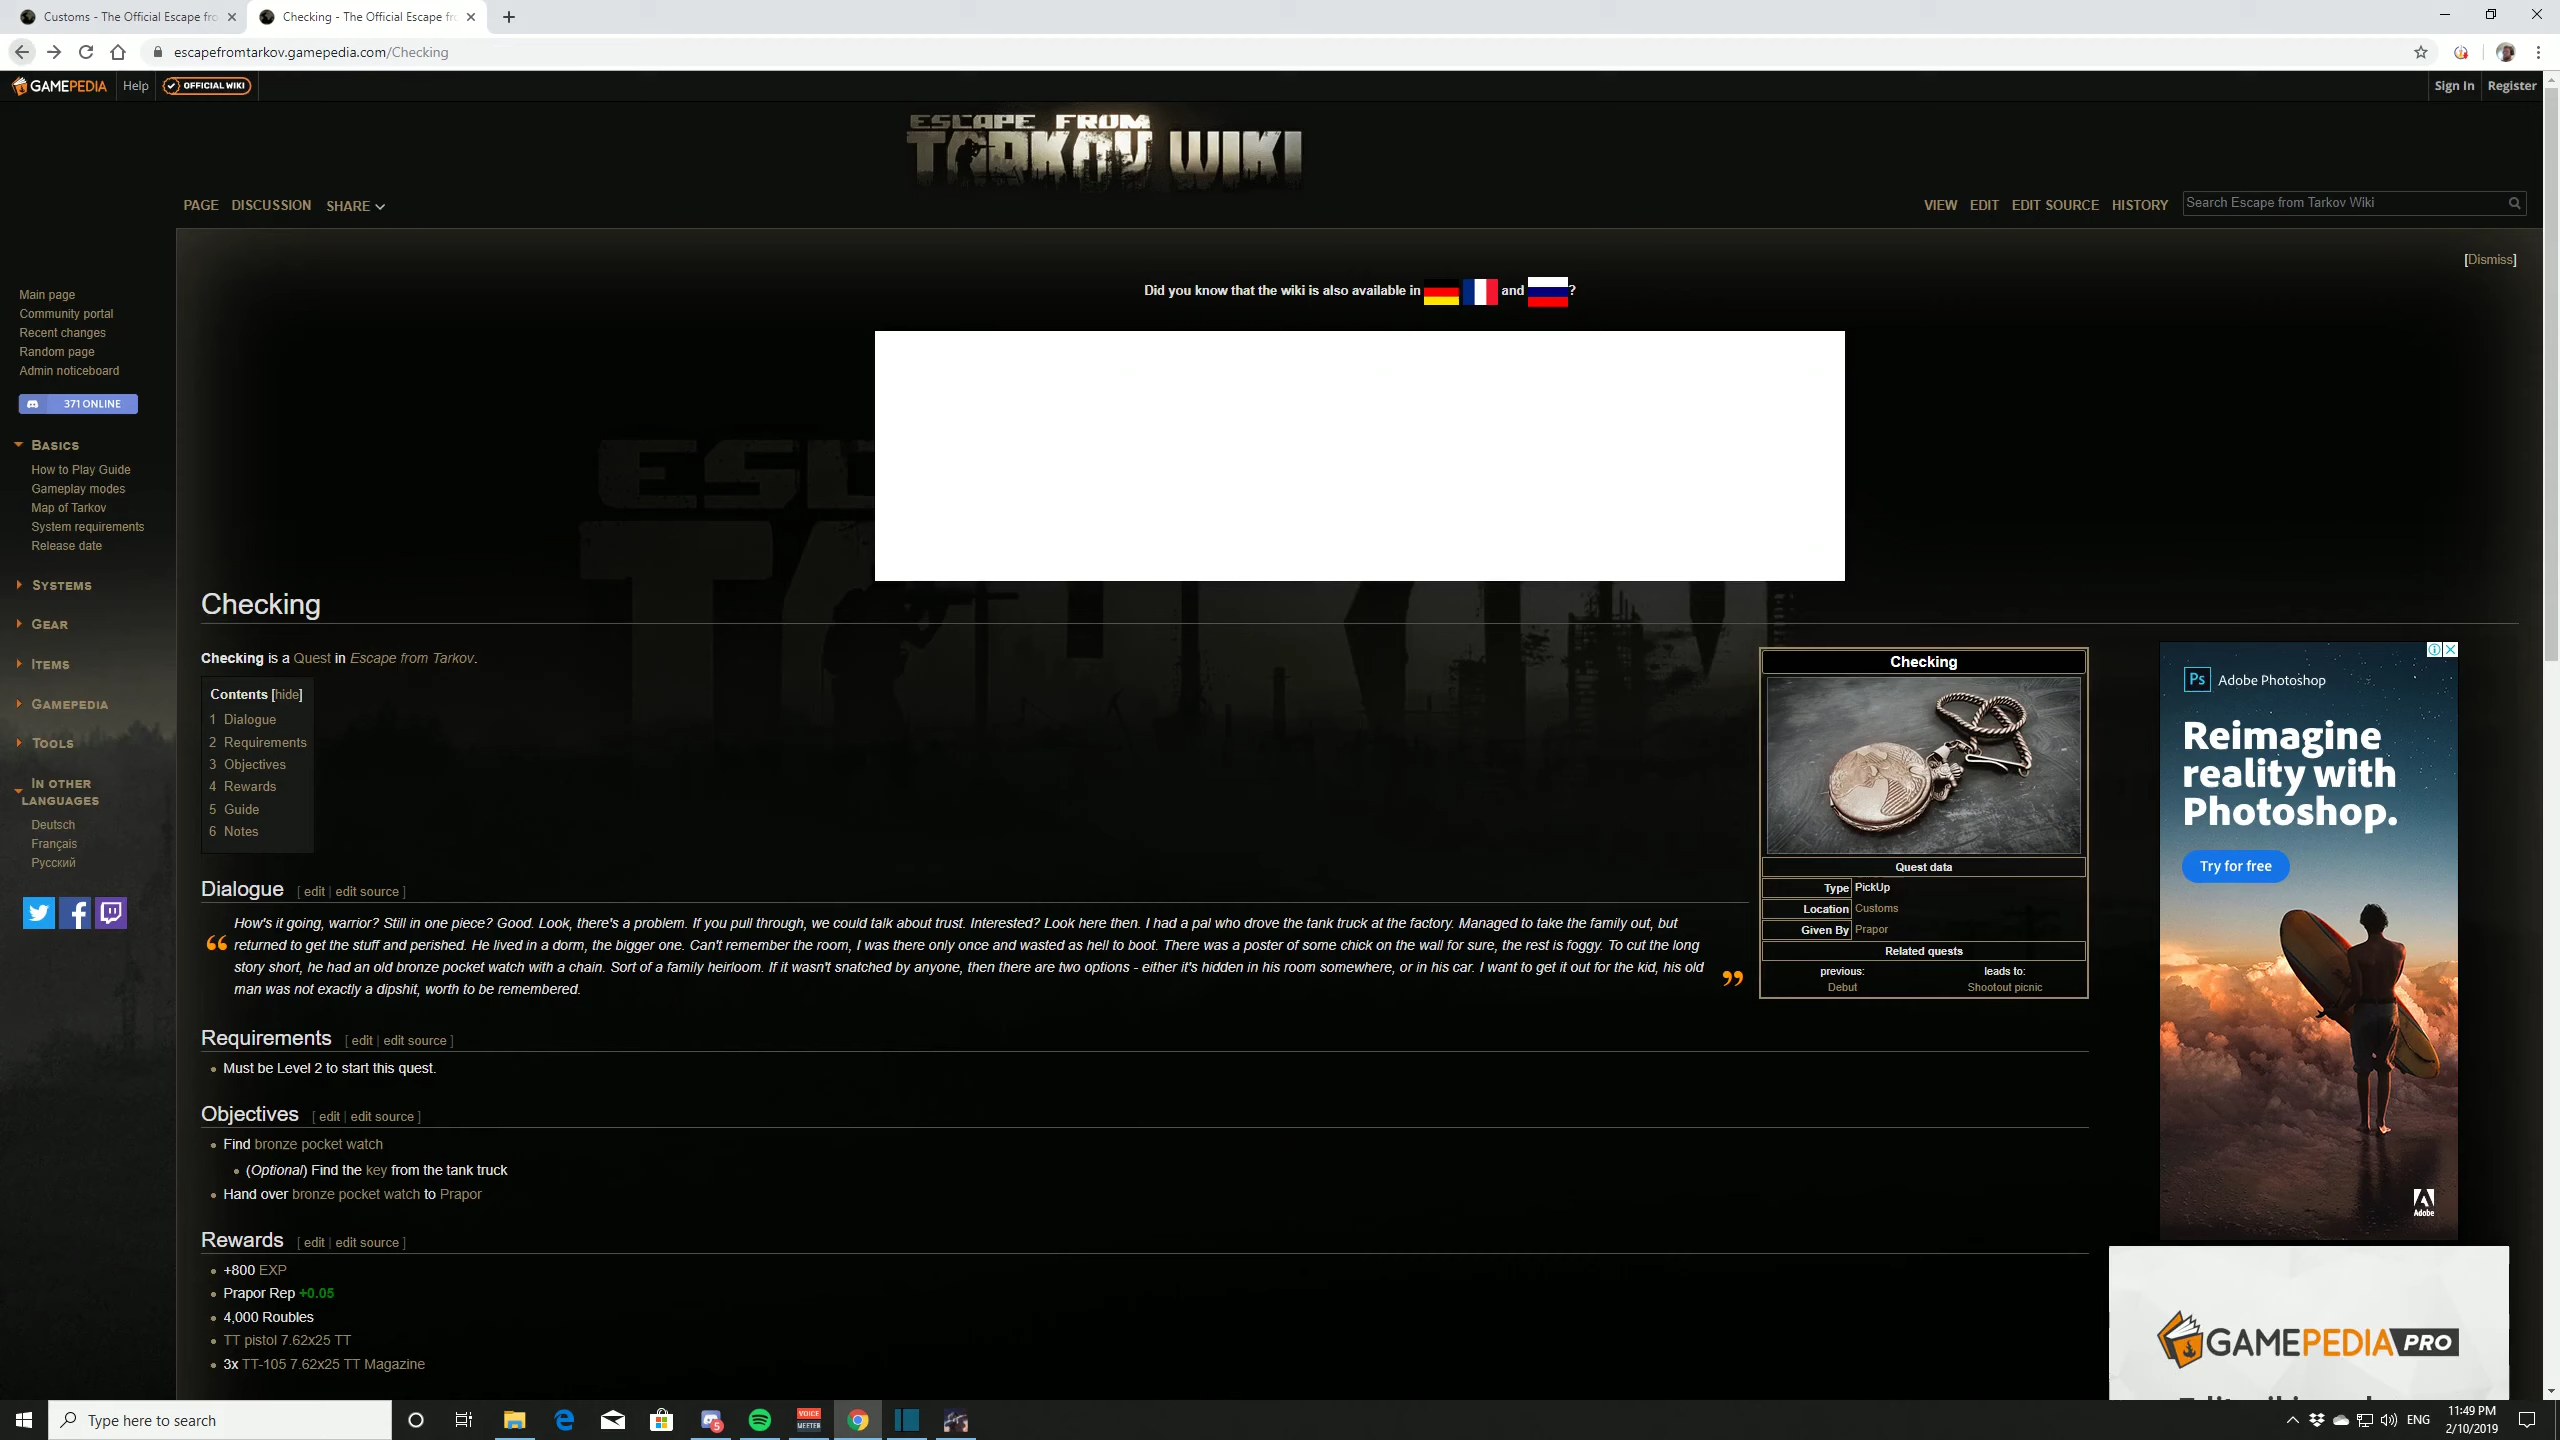 Customs - The Official Escape fro
Checking - The Official Escape fro
escapefromtarkov.gamepedia.com/Checking
GAMEPEDIA Help OFFICIAL WIKI
Sign In Register
ESCAPE FROM
TARKOV WIKI
PAGE DISCUSSION SHARE
VIEW EDIT EDIT SOURCE HISTORY Search Escape from Tarkov Wiki
[Dismiss]
Did you know that the wiki is also available in and ?
Main page
Community portal
Recent changes
Random page
Admin noticeboard
371 ONLINE
BASICS
How to Play Guide
Gameplay modes
Map of Tarkov
System requirements
Release date
SYSTEMS
GEAR
ITEMS
GAMEPEDIA
TOOLS
IN OTHER
LANGUAGES
Deutsch
Français
Русский
Checking
Checking is a Quest in Escape from Tarkov.
Contents [hide]
1 Dialogue
2 Requirements
3 Objectives
4 Rewards
5 Guide
6 Notes
Dialogue [ edit | edit source ]
“ How's it going, warrior? Still in one piece? Good. Look, there's a problem. If you pull through, we could talk about trust. Interested? Look here then. I had a pal who drove the tank truck at the factory. Managed to take the family out, but
returned to get the stuff and perished. He lived in a dorm, the bigger one. Can't remember the room, I was there only once and wasted as hell to boot. There was a poster of some chick on the wall for sure, the rest is foggy. To cut the long
story short, he had an old bronze pocket watch with a chain. Sort of a family heirloom. If it wasn't snatched by anyone, then there are two options - either it's hidden in his room somewhere, or in his car. I want to get it out for the kid, his old
man was not exactly a dipshit, worth to be remembered. ”
Requirements [ edit | edit source ]
Must be Level 2 to start this quest.
Objectives [ edit | edit source ]
Find bronze pocket watch
(Optional) Find the key from the tank truck
Hand over bronze pocket watch to Prapor
Rewards [ edit | edit source ]
+800 EXP
Prapor Rep +0.05
4,000 Roubles
TT pistol 7.62x25 TT
3x TT-105 7.62x25 TT Magazine
Checking
Quest data
Type PickUp
Location Customs
Given By Prapor
Related quests
previous: leads to:
Debut Shootout picnic
Ps Adobe Photoshop
Reimagine
reality with
Photoshop.
Try for free
Adobe
GAMEPEDIA PRO
Type here to search
VOICE
MEETER
5
ENG
11:49 PM
2/10/2019